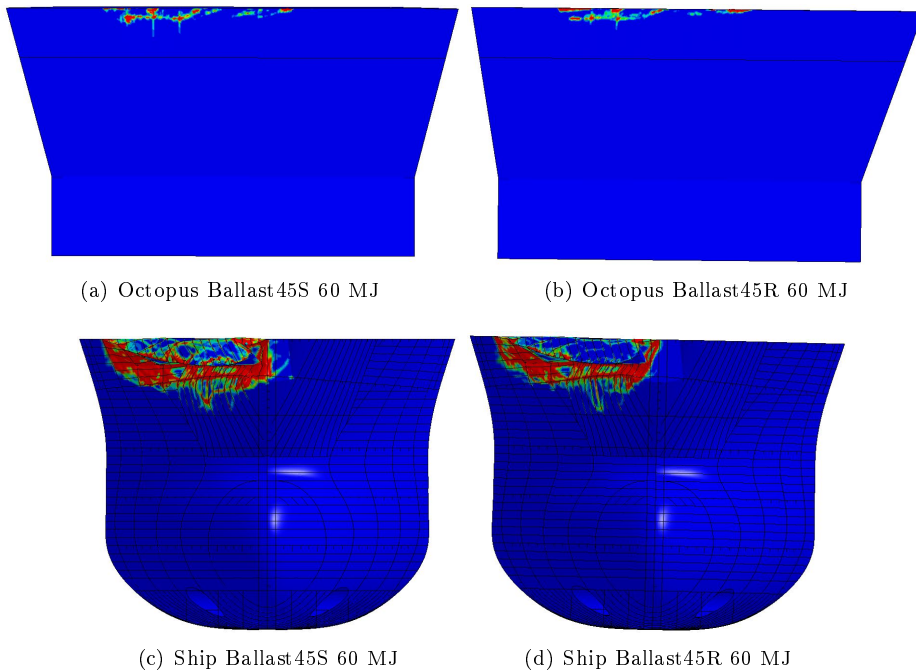 (a) Octopus Ballast45S 60 MJ
(b) Octopus Ballast45R 60 MJ
(c) Ship Ballast45S 60 MJ
(d) Ship Ballast45R 60 MJ